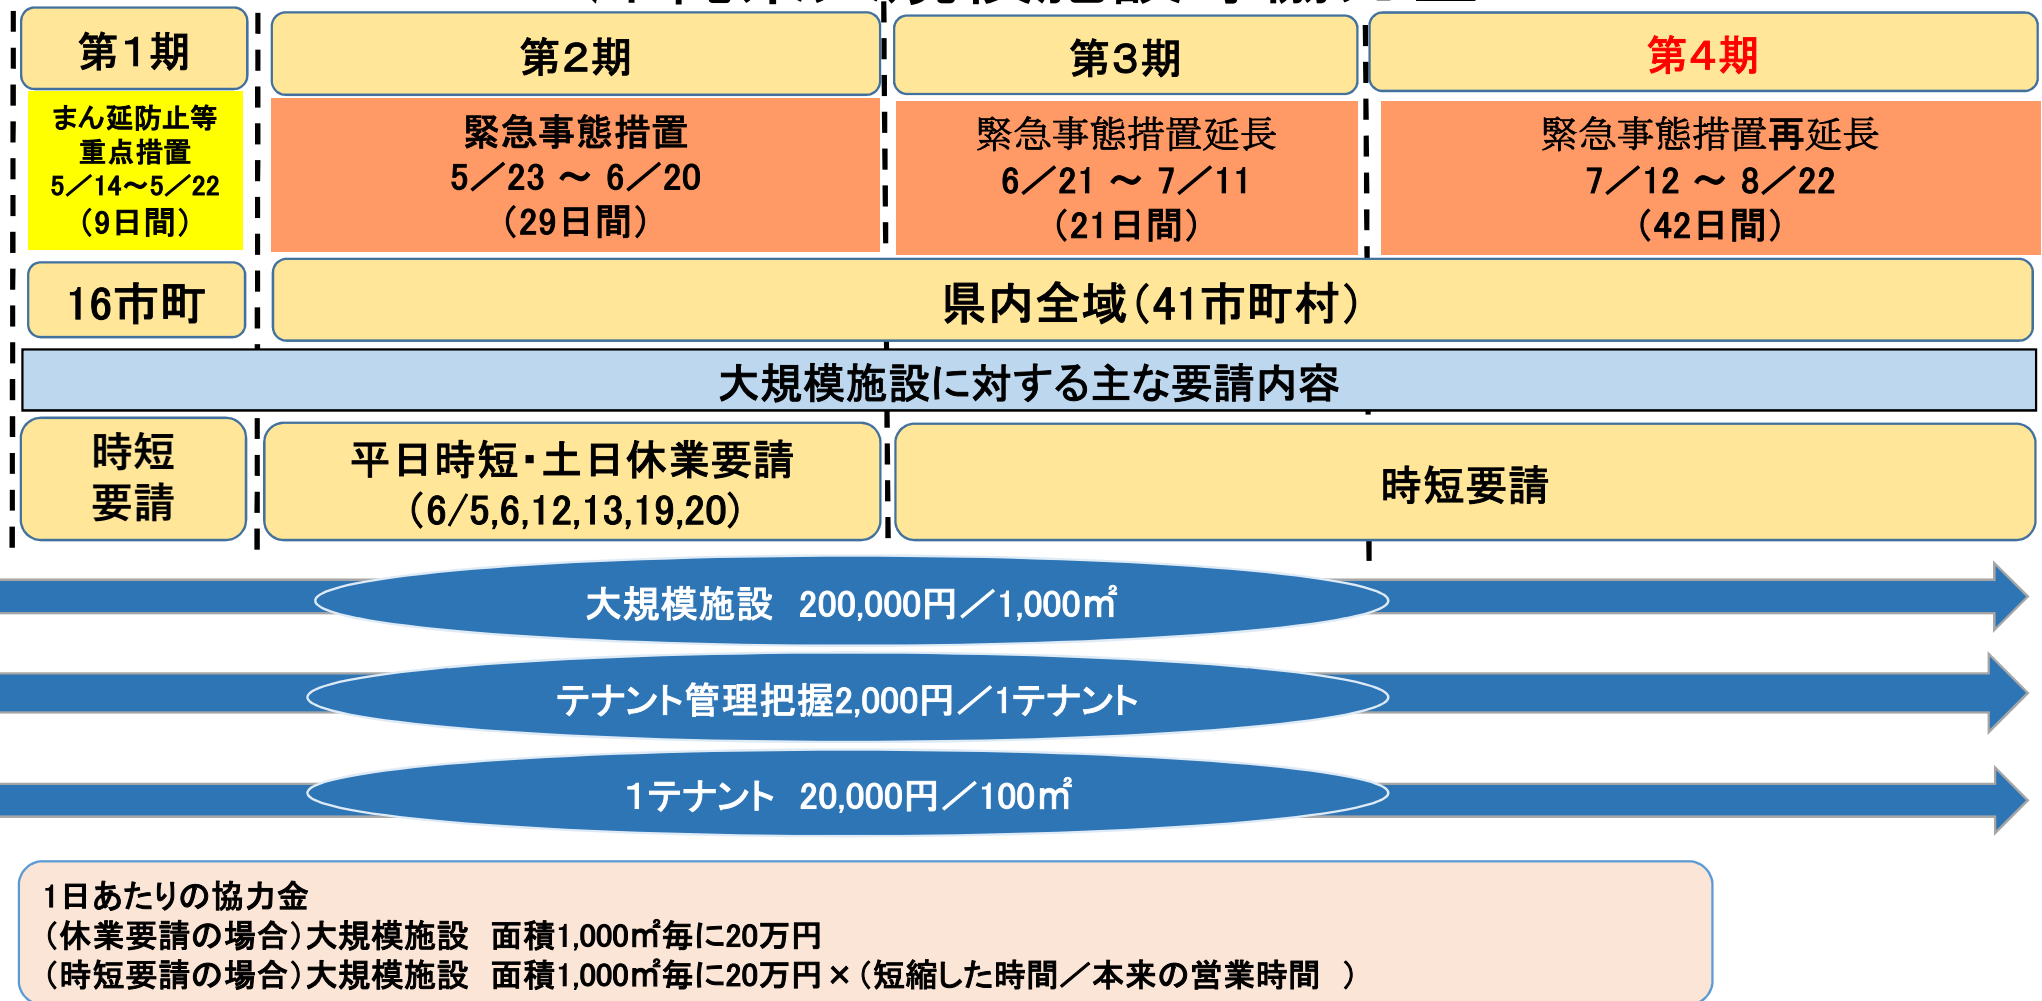 第1期
第2期
第3期
第4期
まん延防止等
重点措置
5／14～5／22
（9日間）
緊急事態措置
5／23 ～ 6／20
（29日間）
緊急事態措置延長
6／21 ～ 7／11
（21日間）
緊急事態措置再延長
7／12 ～ 8／22
（42日間）
16市町
県内全域（41市町村）
大規模施設に対する主な要請内容
時短
要請
平日時短・土日休業要請
（6/5,6,12,13,19,20）
時短要請
大規模施設　200,000円／1,000㎡
テナント管理把握2,000円／1テナント
1テナント　20,000円／100㎡
1日あたりの協力金
（休業要請の場合）大規模施設　面積1,000㎡毎に20万円
（時短要請の場合）大規模施設　面積1,000㎡毎に20万円×（短縮した時間／本来の営業時間　）